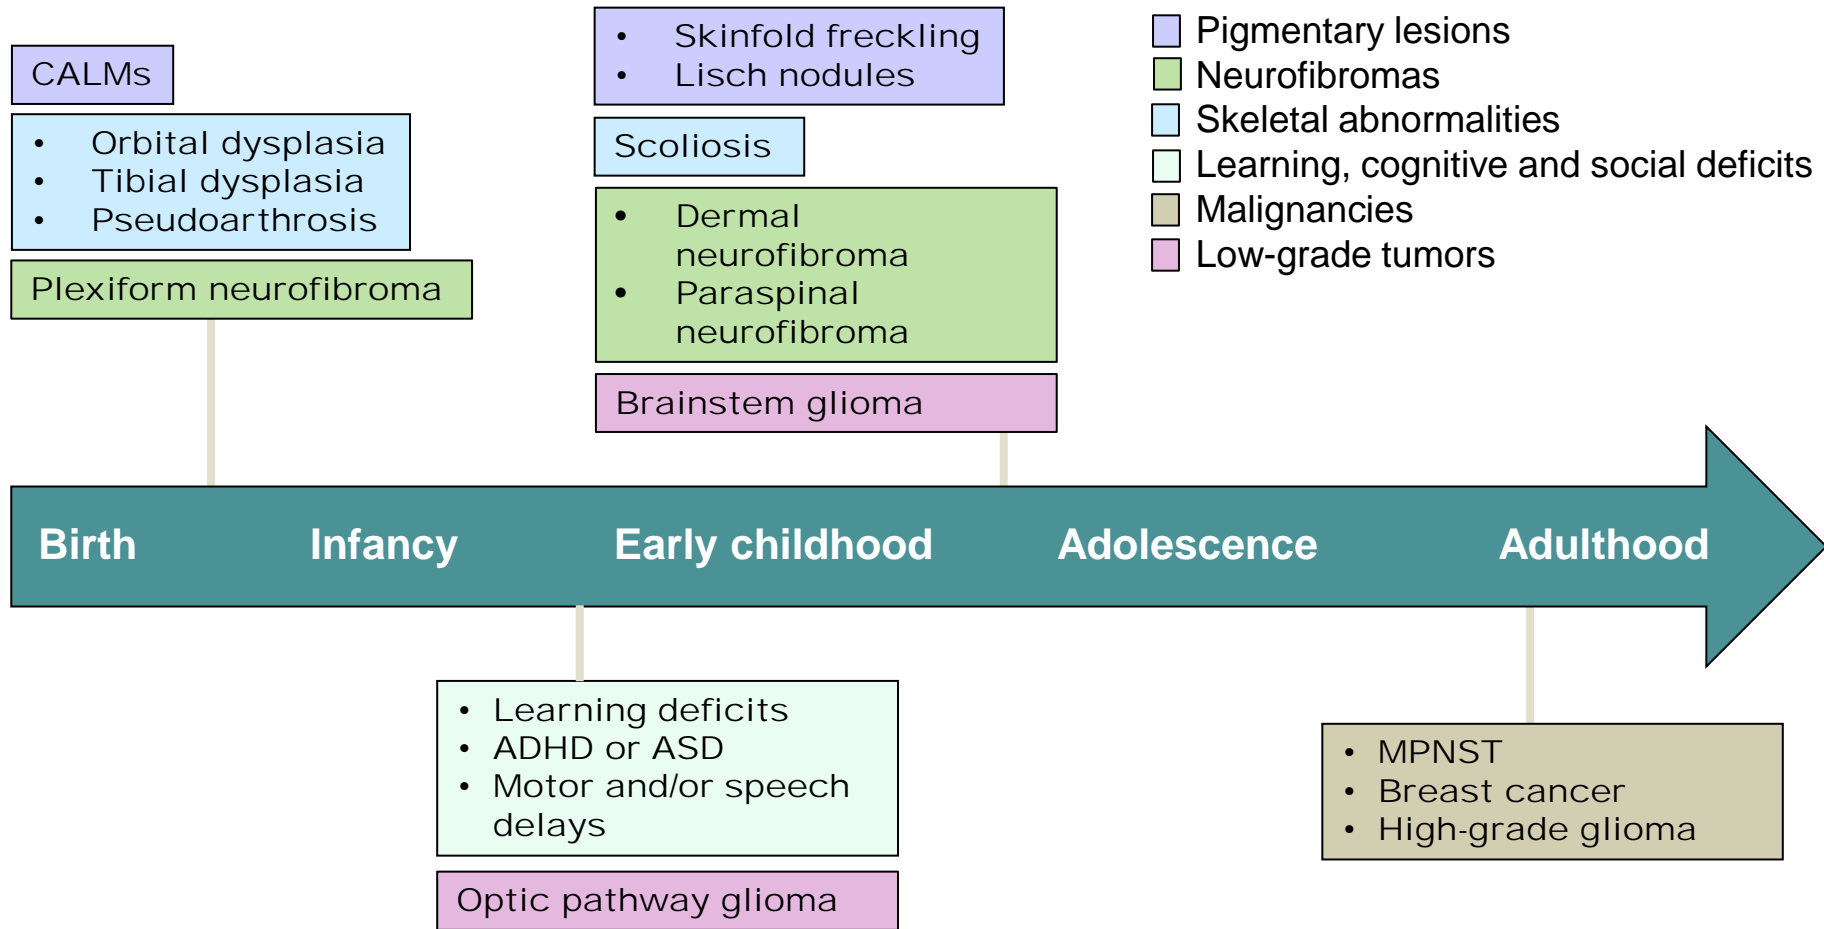 CALMs
• Orbital dysplasia
• Tibial dysplasia
• Pseudoarthrosis
Plexiform neurofibroma
• Skinfold freckling
• Lisch nodules
Scoliosis
• Dermal
neurofibroma
• Paraspinal
neurofibroma
Brainstem glioma
Pigmentary lesions
Neurofibromas
Skeletal abnormalities
Learning, cognitive and social deficits
Malignancies
Low-grade tumors
Birth Infancy Early childhood Adolescence Adulthood
• Learning deficits
• ADHD or ASD
• Motor and/or speech
delays
Optic pathway glioma
• MPNST
• Breast cancer
• High-grade glioma